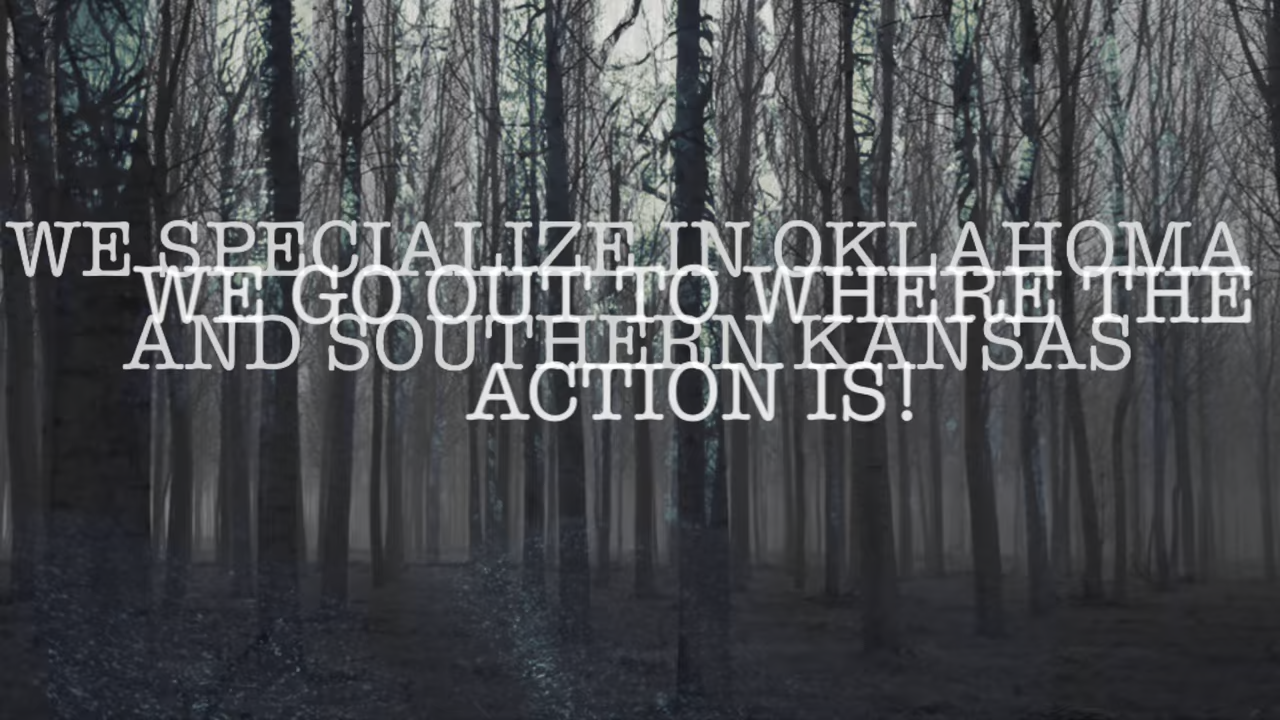 WE SPECIALIZE IN OKLAHOMA
WE GO OUT TO WHERE THE
AND SOUTHERN KANSAS
ACTION IS!